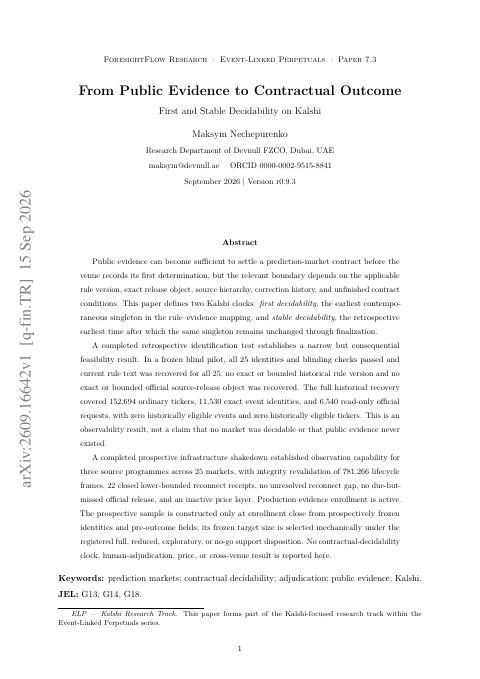 ForesightFlow Research · Event-Linked Perpetuals · Paper 7.3
From Public Evidence to Contractual Outcome
First and Stable Decidability on Kalshi
Maksym Nechepurenko
Research Department of Devnull FZCO, Dubai, UAE
maksym@devnull.ae ORCID 0000-0002-9515-8841
September 2026 | Version r0.9.3
arXiv:2609.16642v1 [q-fin.TR] 15 Sep 2026
Abstract
Public evidence can become sufficient to settle a prediction-market contract before the
venue records its first determination, but the relevant boundary depends on the applicable
rule version, exact release object, source hierarchy, correction history, and unfinished contract
conditions. This paper defines two Kalshi clocks: first decidability, the earliest contempo-
raneous singleton in the rule–evidence mapping; and stable decidability, the retrospective
earliest time after which the same singleton remains unchanged through finalization.
A completed retrospective identification test establishes a narrow but consequential
feasibility result. In a frozen blind pilot, all 25 identities and blinding checks passed and
current rule text was recovered for all 25; no exact or bounded historical rule version and no
exact or bounded official source-release object was recovered. The full historical recovery
covered 152,694 ordinary tickers, 11,530 exact event identities, and 6,540 read-only official
requests, with zero historically eligible events and zero historically eligible tickers. This is an
observability result, not a claim that no market was decidable or that public evidence never
existed.
A completed prospective infrastructure shakedown established observation capability for
three source programmes across 25 markets, with integrity revalidation of 781,266 lifecycle
frames, 22 closed lower-bounded reconnect receipts, no unresolved reconnect gap, no due-but-
missed official release, and an inactive price layer. Production evidence enrollment is active.
The prospective sample is constructed only at enrollment close from prospectively frozen
identities and pre-outcome fields; its frozen target size is selected mechanically under the
registered full, reduced, exploratory, or no-go support disposition. No contractual-decidability
clock, human-adjudication, price, or cross-venue result is reported here.
Keywords: prediction markets; contractual decidability; adjudication; public evidence; Kalshi.
JEL: G13, G14, G18.
ELP — Kalshi Research Track. This paper forms part of the Kalshi-focused research track within the
Event-Linked Perpetuals series.
1